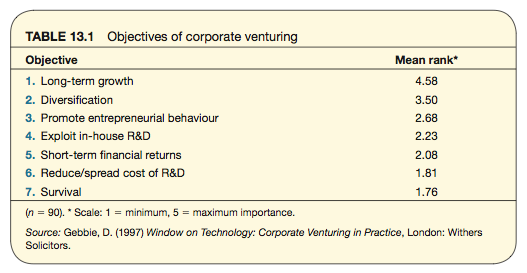 TABLE 13.1 Objectives of corporate venturing
Objective Mean rank*
1. Long-term growth 4.58
2. Diversification 3.50
3. Promote entrepreneurial behaviour 2.68
4. Exploit in-house R&D 2.23
5. Short-term financial returns 2.08
6. Reduce/spread cost of R&D 1.81
7. Survival 1.76
(n = 90). * Scale: 1 = minimum, 5 = maximum importance.
Source: Gebbie, D. (1997) Window on Technology: Corporate Venturing in Practice, London: Withers
Solicitors.